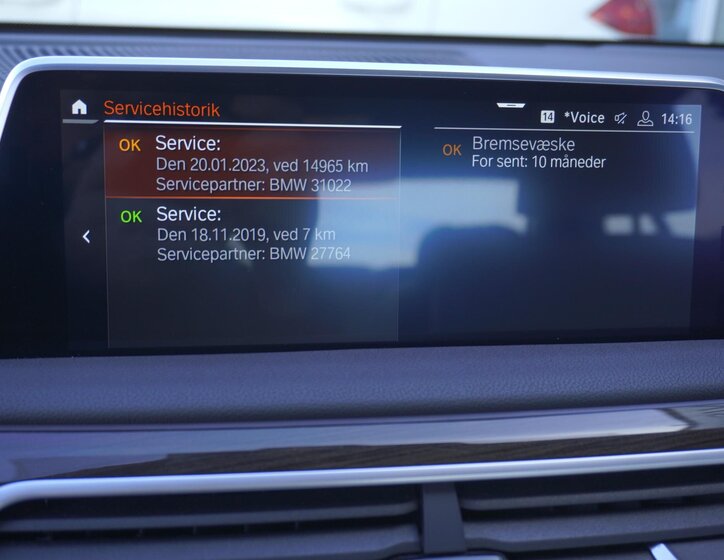 Servicehistorik
14 *Voice 14:16
OK Service:
Den 20.01.2023, ved 14965 km
Servicepartner: BMW 31022
OK Service:
Den 18.11.2019, ved 7 km
Servicepartner: BMW 27764
OK Bremsevæske
For sent: 10 måneder